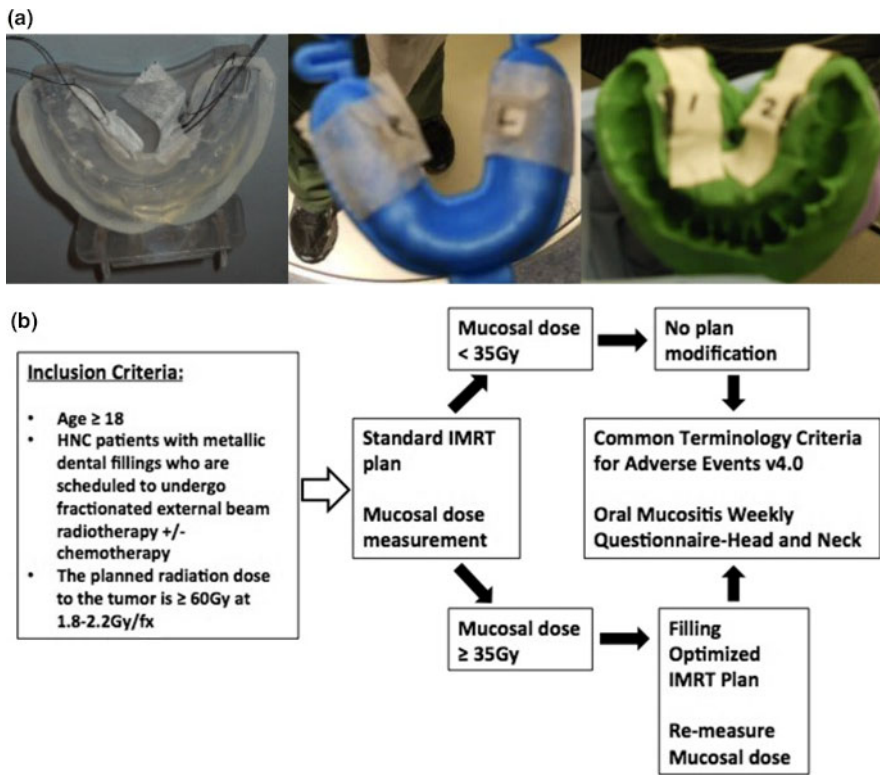 (a)
1
2
(b)
Inclusion Criteria:
• Age ≥ 18
• HNC patients with metallic
dental fillings who are
scheduled to undergo
fractionated external beam
radiotherapy +/-
chemotherapy
• The planned radiation dose
to the tumor is ≥ 60Gy at
1.8-2.2Gy/fx
Standard IMRT
plan
Mucosal dose
measurement
Mucosal dose
< 35Gy
No plan
modification
Mucosal dose
≥ 35Gy
Filling
Optimized
IMRT Plan
Re-measure
Mucosal dose
Common Terminology Criteria
for Adverse Events v4.0
Oral Mucositis Weekly
Questionnaire-Head and Neck